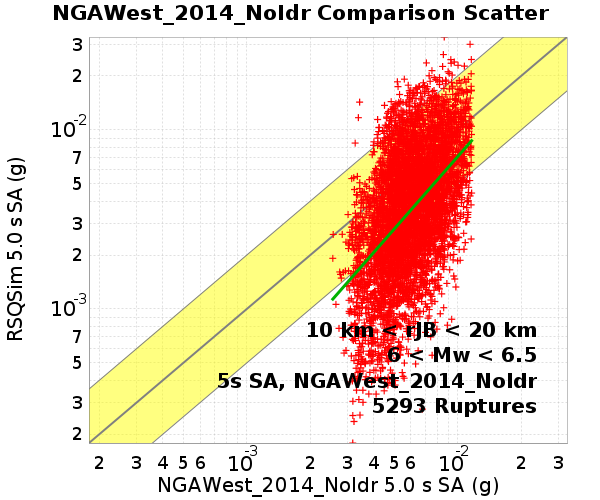 NGAWest_2014_NoIdr Comparison Scatter
3
2
10-2
7
5
3
2
10-3
7
5
3
2
RSQSim 5.0 s SA (g)
10 km < rJB < 20 km
6 < Mw < 6.5
5s SA, NGAWest_2014_NoIdr
5293 Ruptures
2 3 4 5 6 10-3 2 3 4 5 6 10-2 2 3
NGAWest_2014_NoIdr 5.0 s SA (g)